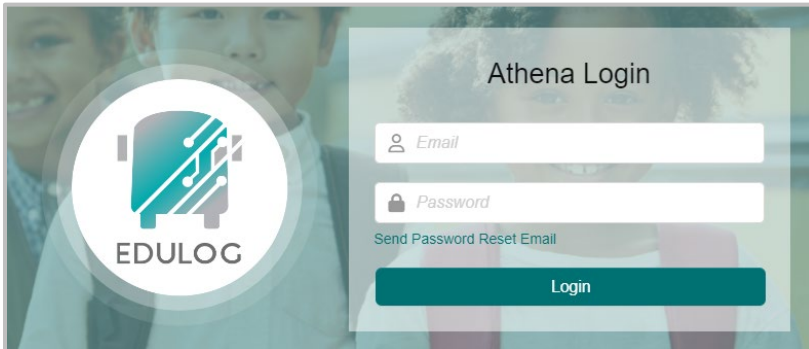 Athena Login
Email
Password
Send Password Reset Email
Login
EDULOG